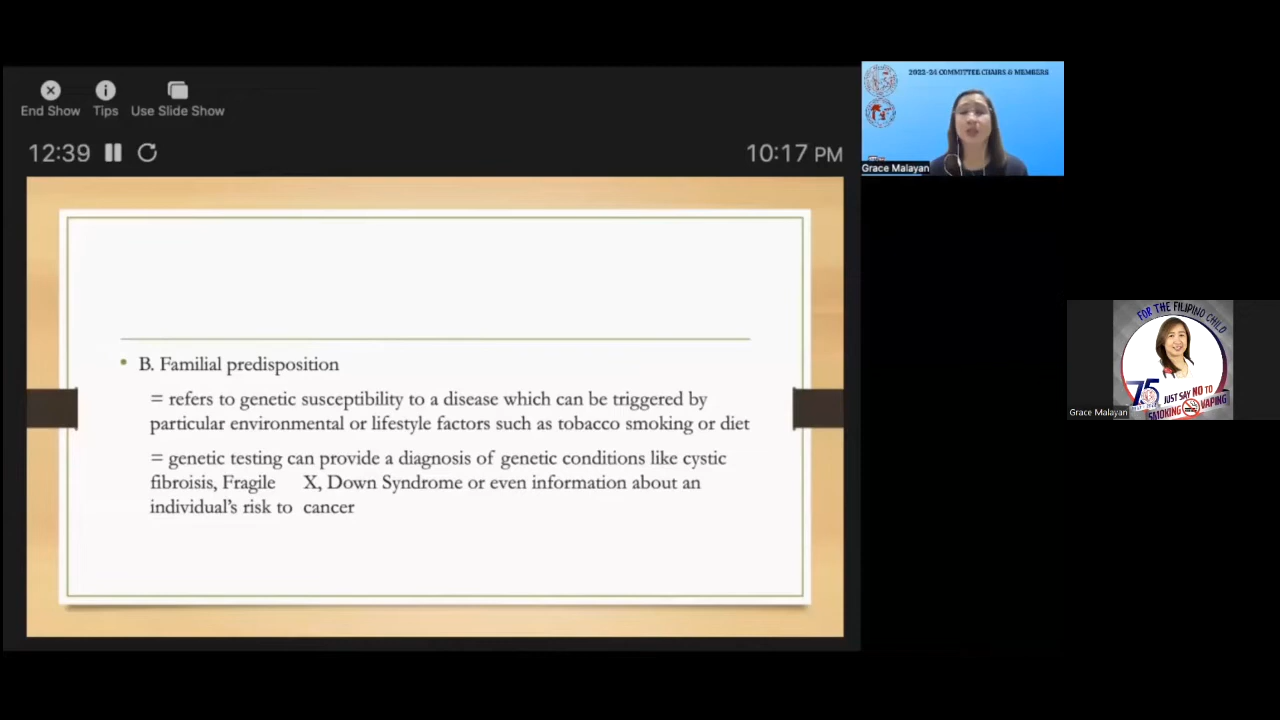 End Show Tips Use Slide Show
12:39 10:17 PM
2022-24 COMMITTEE CHAIRS & MEMBERS
Grace Malayan
• B. Familial predisposition
= refers to genetic susceptibility to a disease which can be triggered by
particular environmental or lifestyle factors such as tobacco smoking or diet
= genetic testing can provide a diagnosis of genetic conditions like cystic
fibroisis, Fragile X, Down Syndrome or even information about an
individual's risk to cancer
FOR THE FILIPINO CHILD
75
JUST SAY NO TO
SMOKING VAPING
Grace Malayan